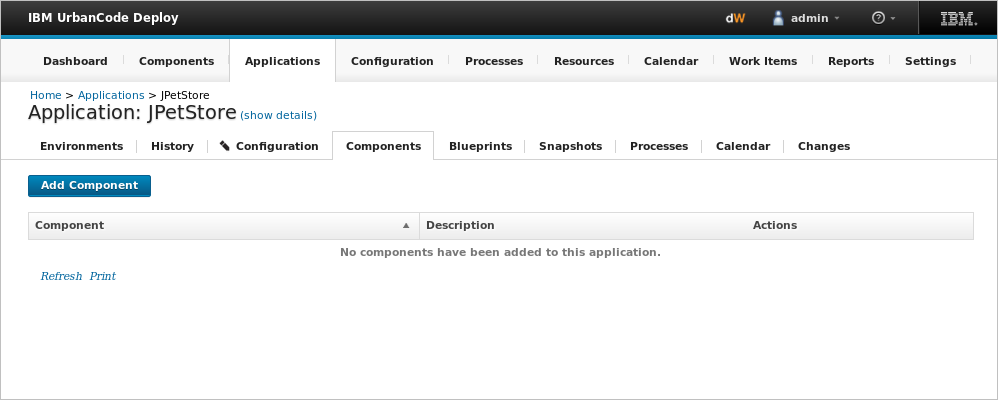 IBM UrbanCode Deploy dW admin ? IBM.
Dashboard Components Applications Configuration Processes Resources Calendar Work Items Reports Settings
Home > Applications > JPetStore
Application: JPetStore (show details)
Environments History Configuration Components Blueprints Snapshots Processes Calendar Changes
Add Component
Component Description Actions
No components have been added to this application.
Refresh Print